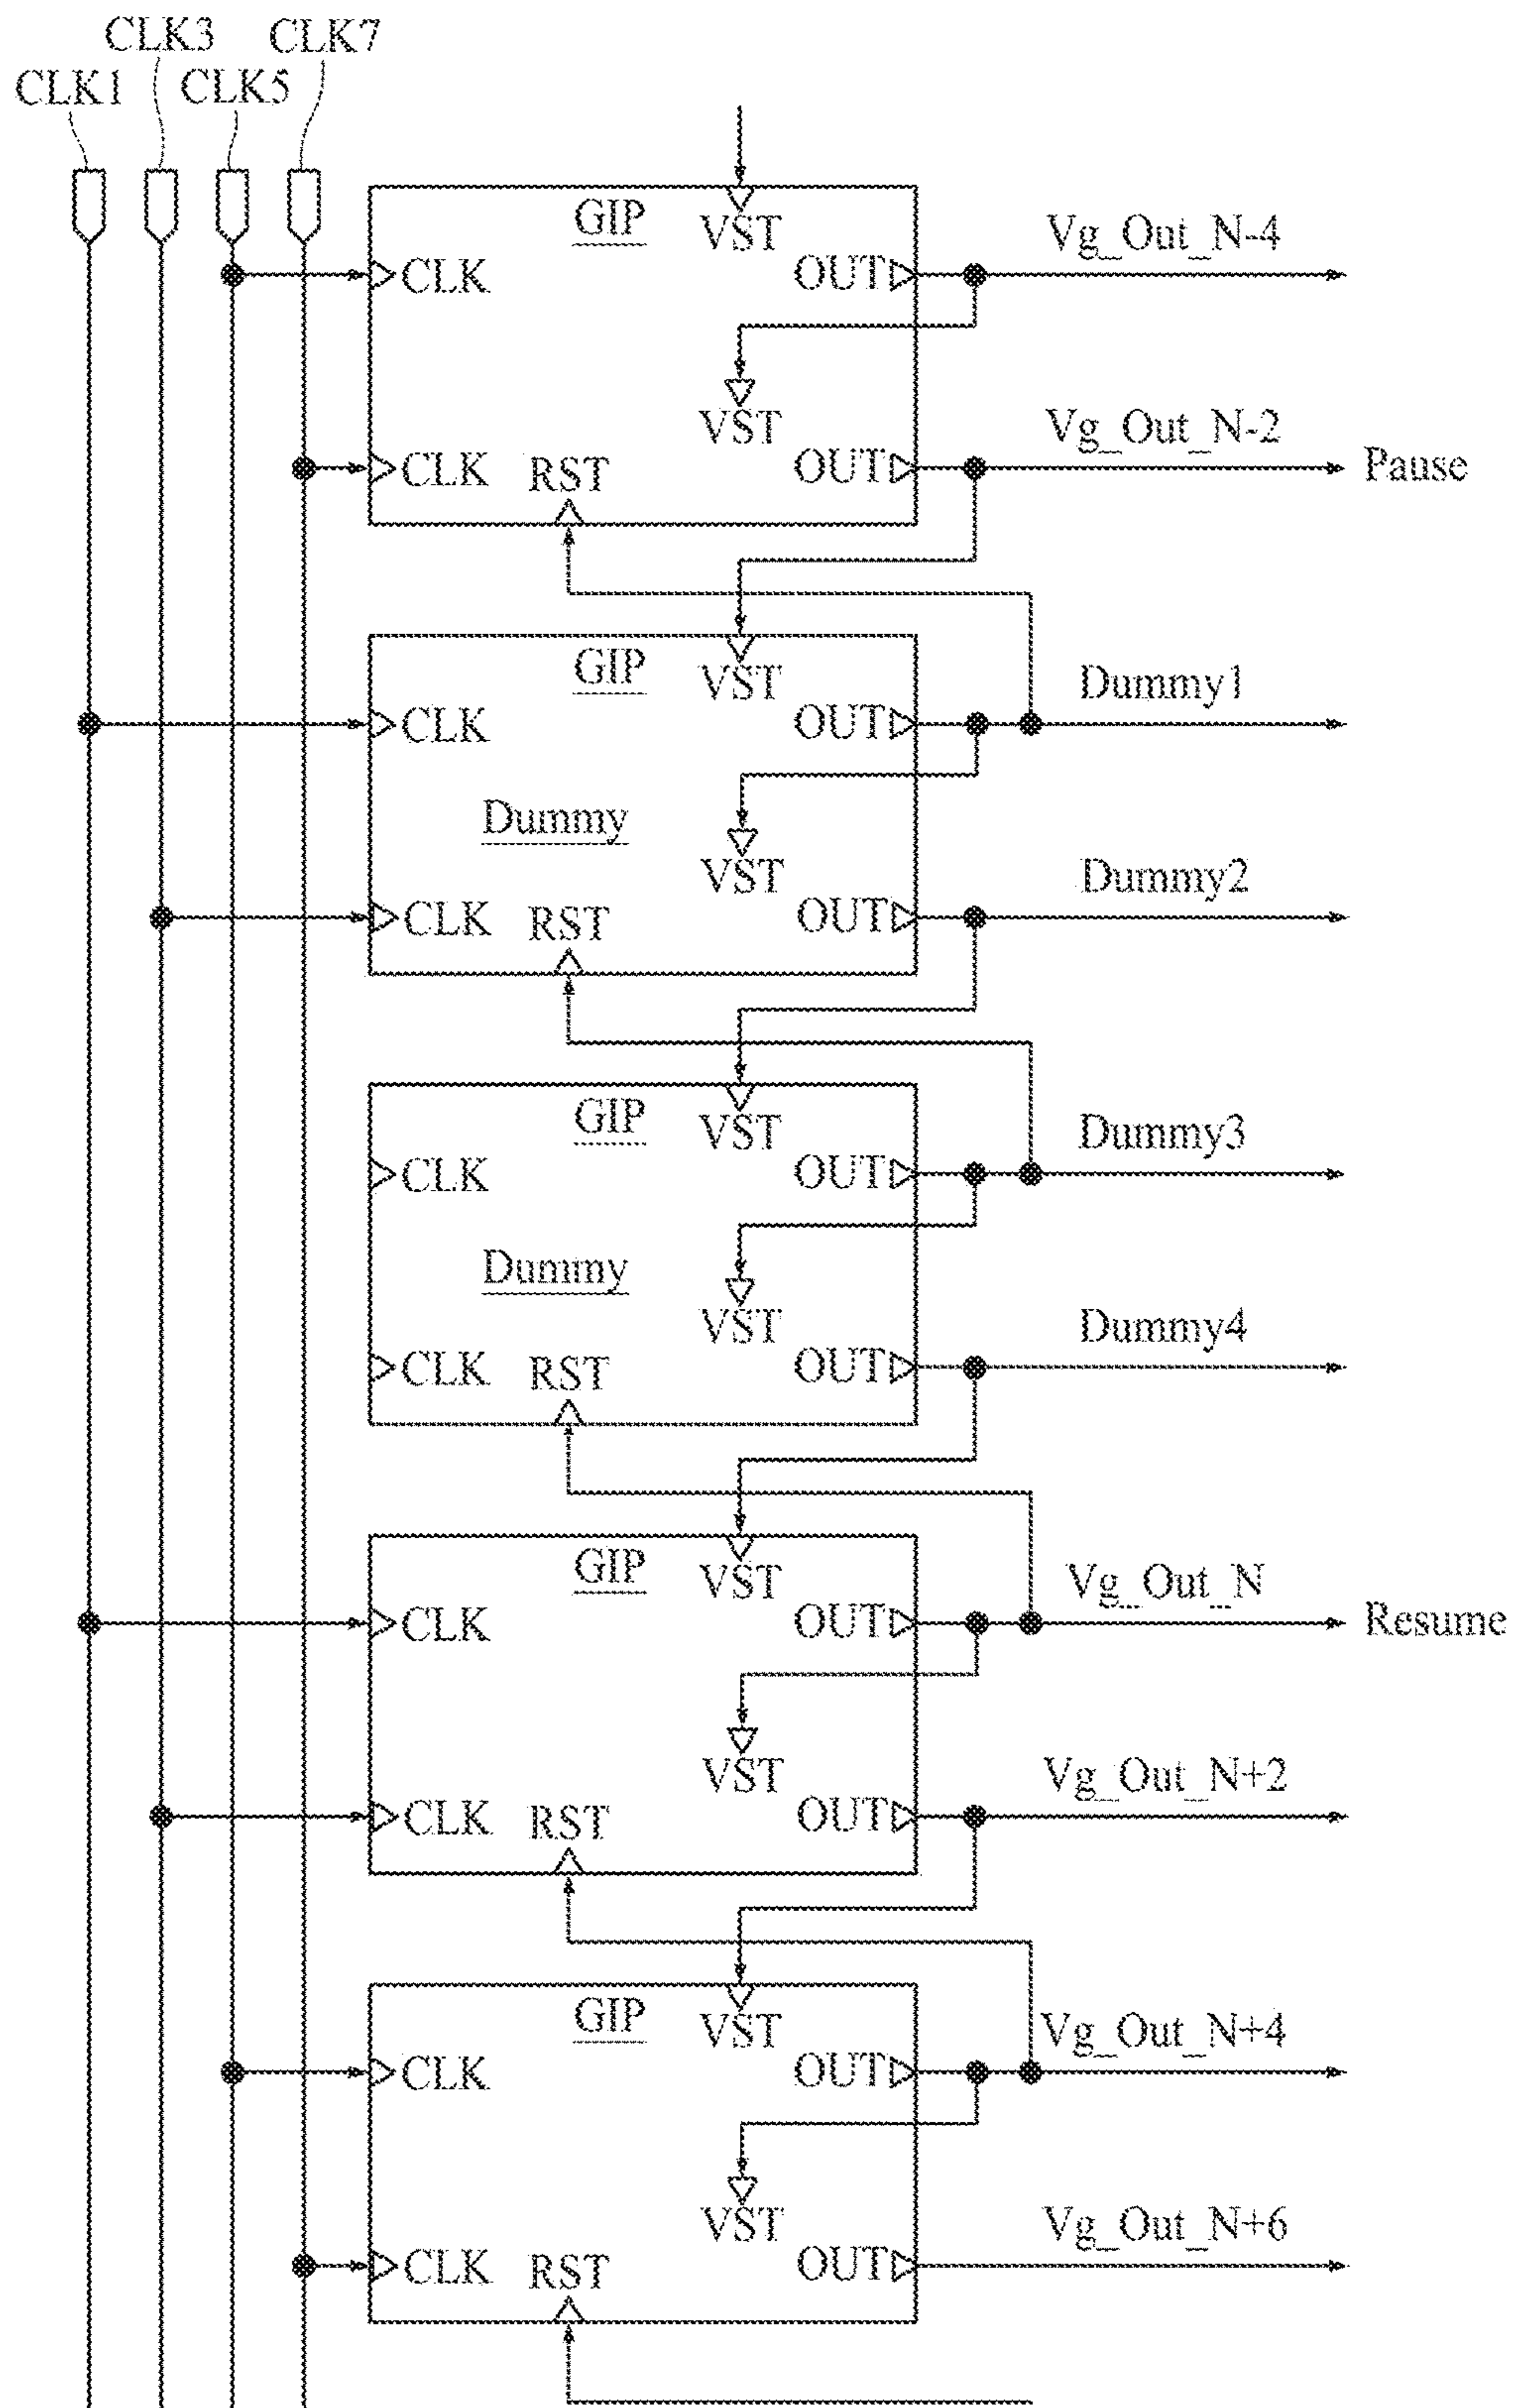 CLK3
CLK7
CLK1
CLK5
GIP
VST
Vg_Out_N-4
CLK
OUT
VST
Vg_Out_N-2
CLK
RST
OUT
Pause
GIP
VST
Dummy1
CLK
OUT
Dummy
VST
Dummy2
CLK
RST
OUT
GIP
VST
Dummy3
CLK
OUT
Dummy
VST
Dummy4
CLK
RST
OUT
GIP
VST
Vg_Out_N
CLK
OUT
Resume
VST
Vg_Out_N+2
CLK
RST
OUT
GIP
VST
Vg_Out_N+4
CLK
OUT
VST
Vg_Out_N+6
CLK
RST
OUT